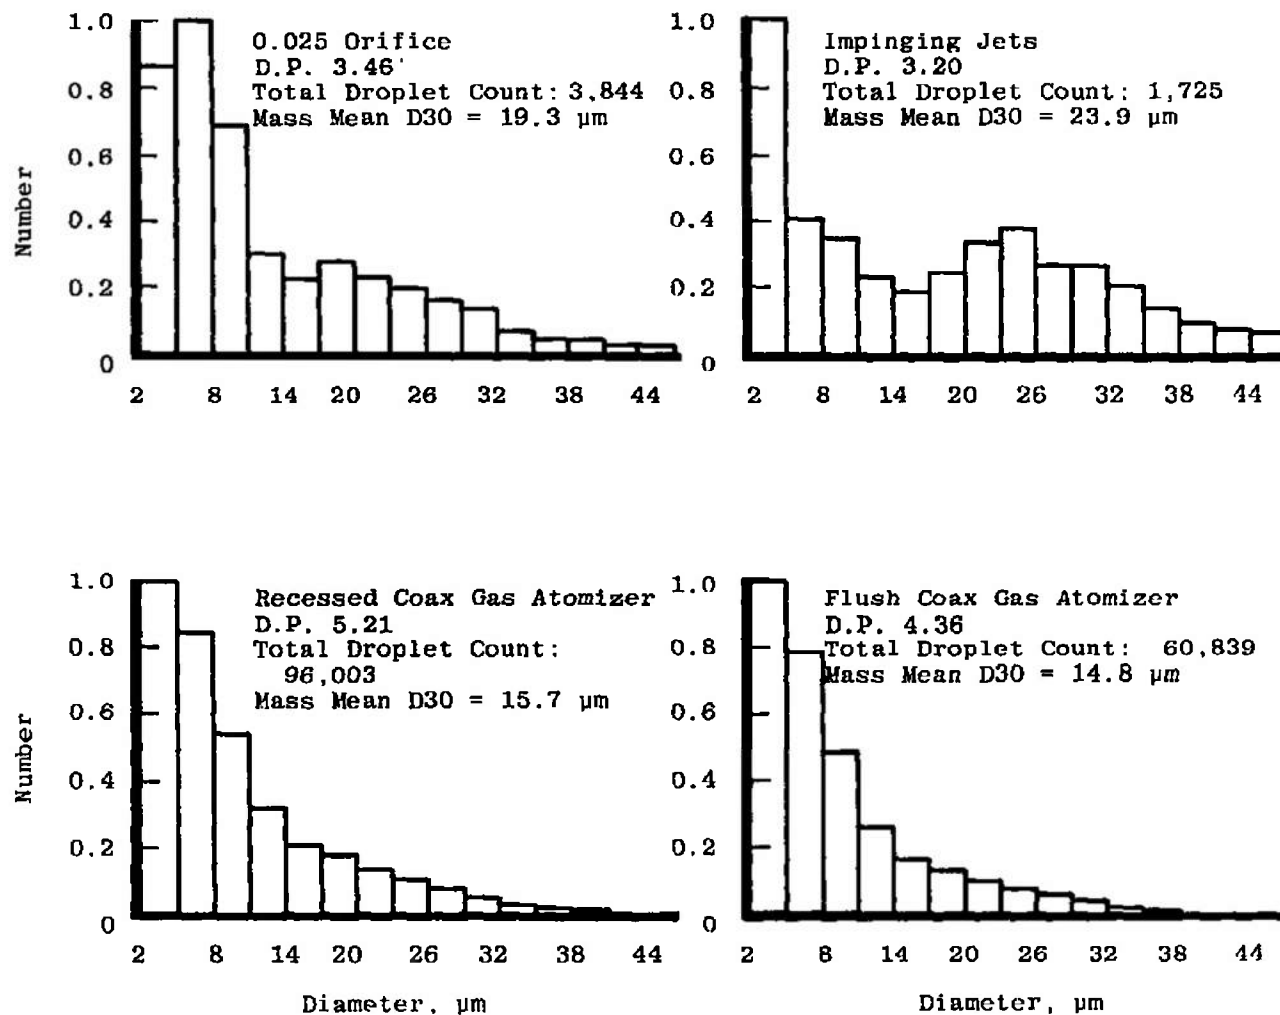 1.0
0.8
0.6
0.4
0.2
0
Number
0.025 Orifice
D.P. 3.46
Total Droplet Count: 3,844
Mass Mean D30 = 19.3 µm
2 8 14 20 26 32 38 44
1.0
0.8
0.6
0.4
0.2
0
Impinging Jets
D.P. 3.20
Total Droplet Count: 1,725
Mass Mean D30 = 23.9 µm
2 8 14 20 26 32 38 44
1.0
0.8
0.6
0.4
0.2
0
Number
Recessed Coax Gas Atomizer
D.P. 5.21
Total Droplet Count:
96,003
Mass Mean D30 = 15.7 µm
2 8 14 20 26 32 38 44
Diameter, µm
1.0
0.8
0.6
0.4
0.2
0
Flush Coax Gas Atomizer
D.P. 4.36
Total Droplet Count: 60,839
Mass Mean D30 = 14.8 µm
2 8 14 20 26 32 38 44
Diameter, µm